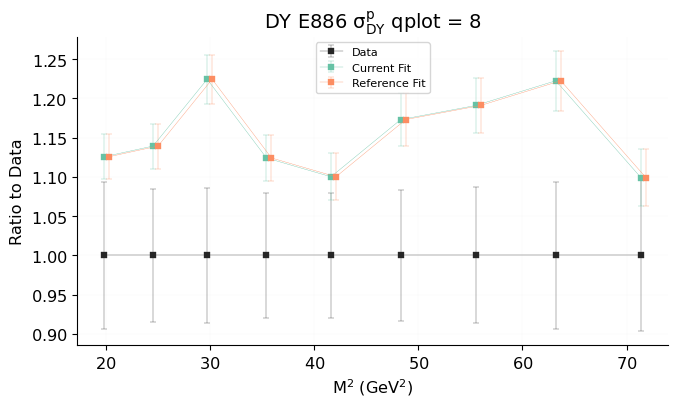 DY E886 σ^p_DY qplot = 8
Data
Current Fit
Reference Fit
Ratio to Data
1.25
1.20
1.15
1.10
1.05
1.00
0.95
0.90
20 30 40 50 60 70
M² (GeV²)